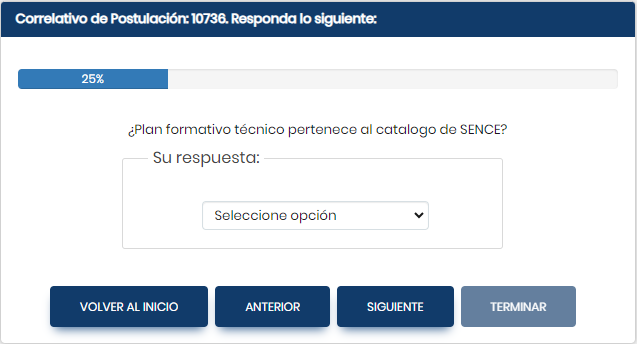 Correlativo de Postulación: 10736. Responda lo siguiente:
25%
¿Plan formativo técnico pertenece al catalogo de SENCE?
Su respuesta:
Seleccione opción
VOLVER AL INICIO ANTERIOR SIGUIENTE TERMINAR